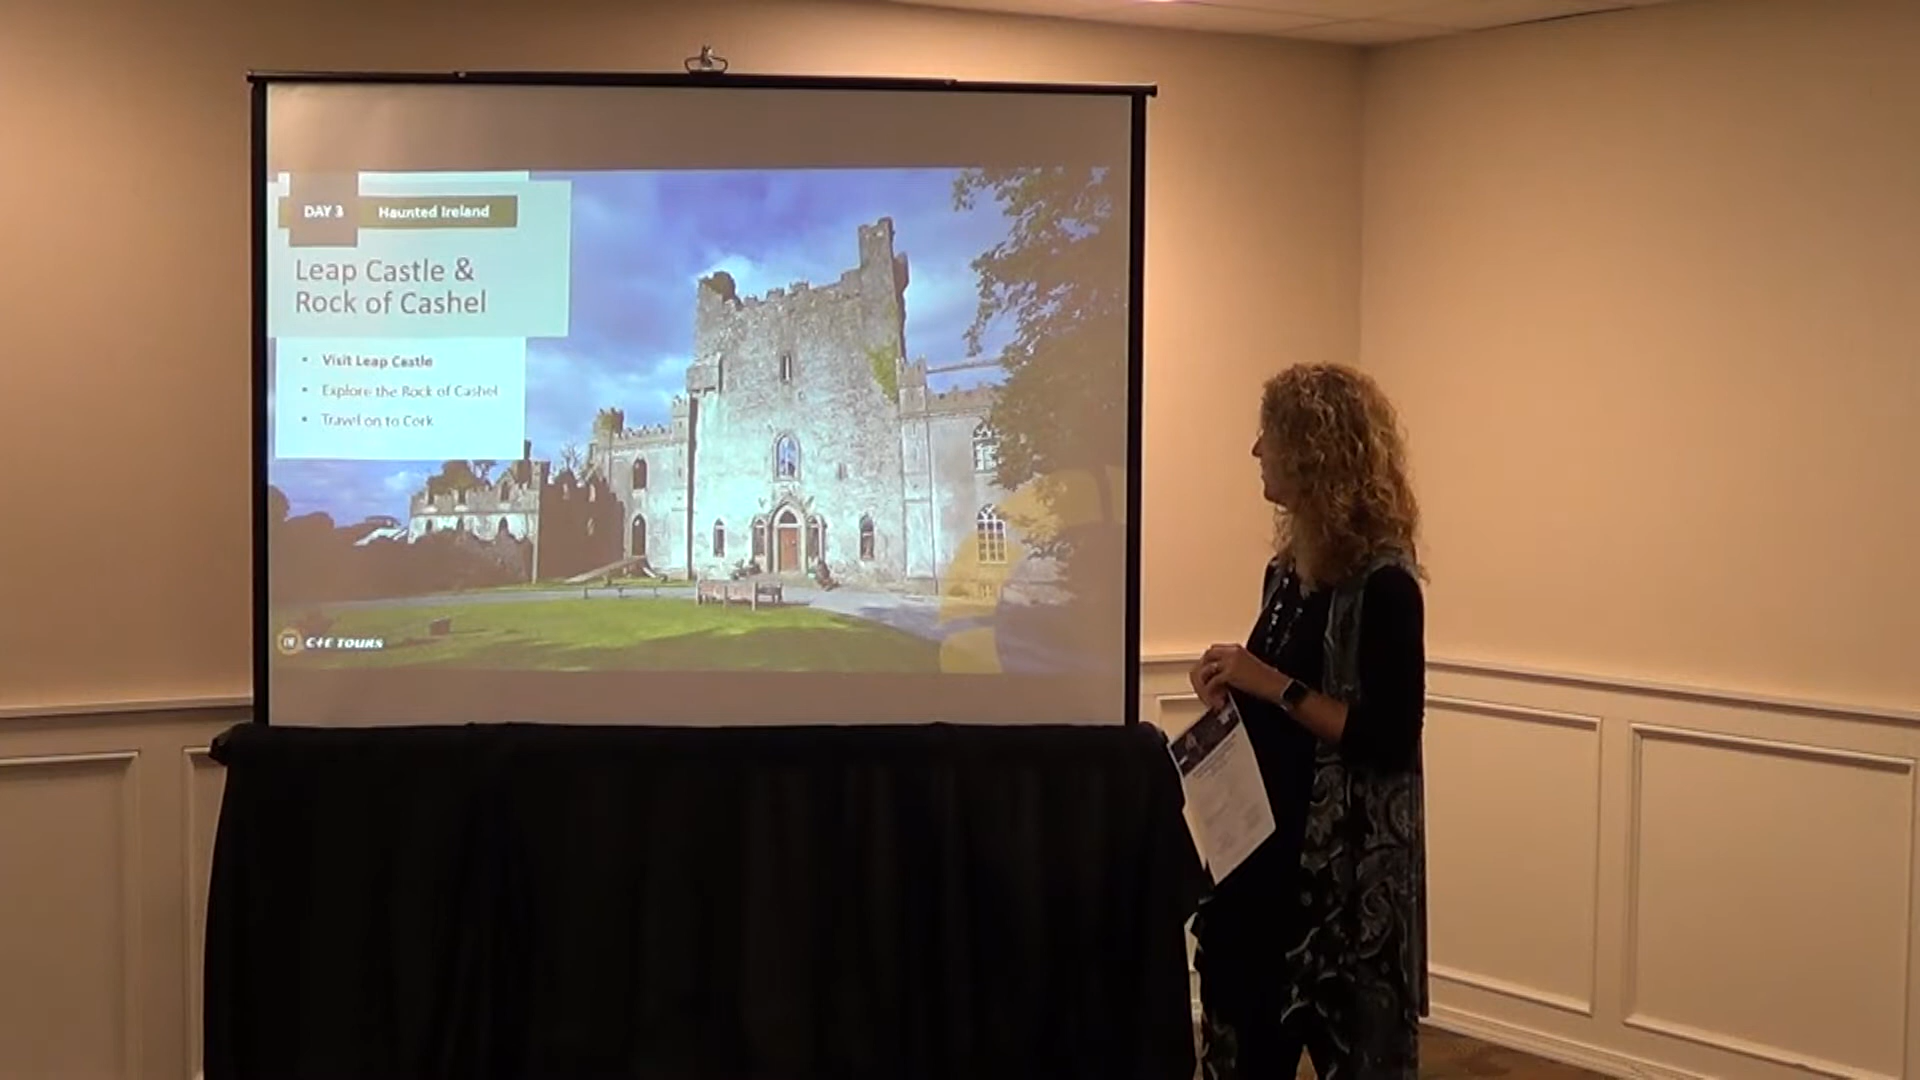 DAY 3 Haunted Ireland
Leap Castle &
Rock of Cashel
• Visit Leap Castle
• Explore the Rock of Cashel
• Travel on to Cork
CIE TOURS